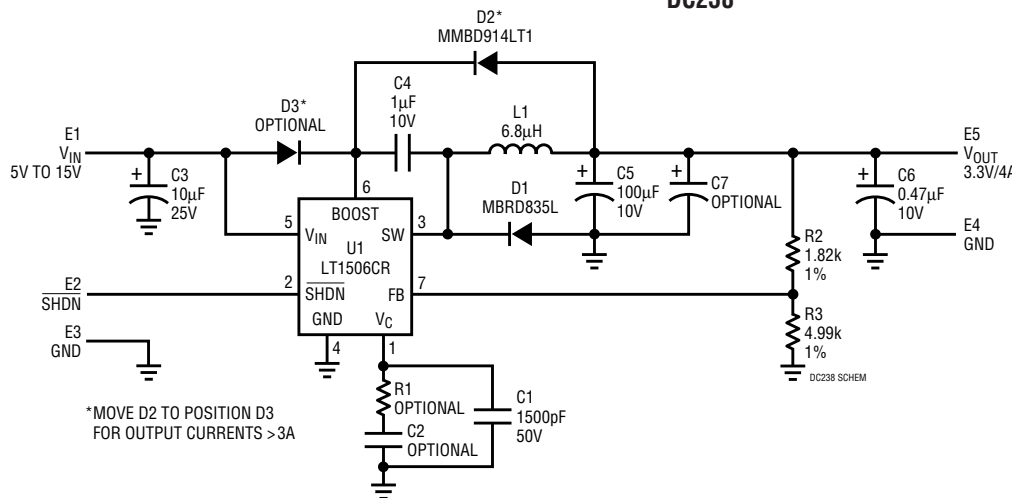 DC238
D2*
MMBD914LT1
C4
1µF
10V
D3*
OPTIONAL
L1
6.8µH
E1
VIN
5V TO 15V
+
C3
10µF
25V
6
BOOST
5
VIN
U1
LT1506CR
SW
3
D1
MBRD835L
+
C5
100µF
10V
+
C7
OPTIONAL
+
C6
0.47µF
10V
E5
VOUT
3.3V/4A
E4
GND
R2
1.82k
1%
E2
SHDN
2
SHDN
FB
7
GND
VC
4
1
E3
GND
R3
4.99k
1%
DC238 SCHEM
R1
OPTIONAL
C2
OPTIONAL
C1
1500pF
50V
*MOVE D2 TO POSITION D3
FOR OUTPUT CURRENTS >3A